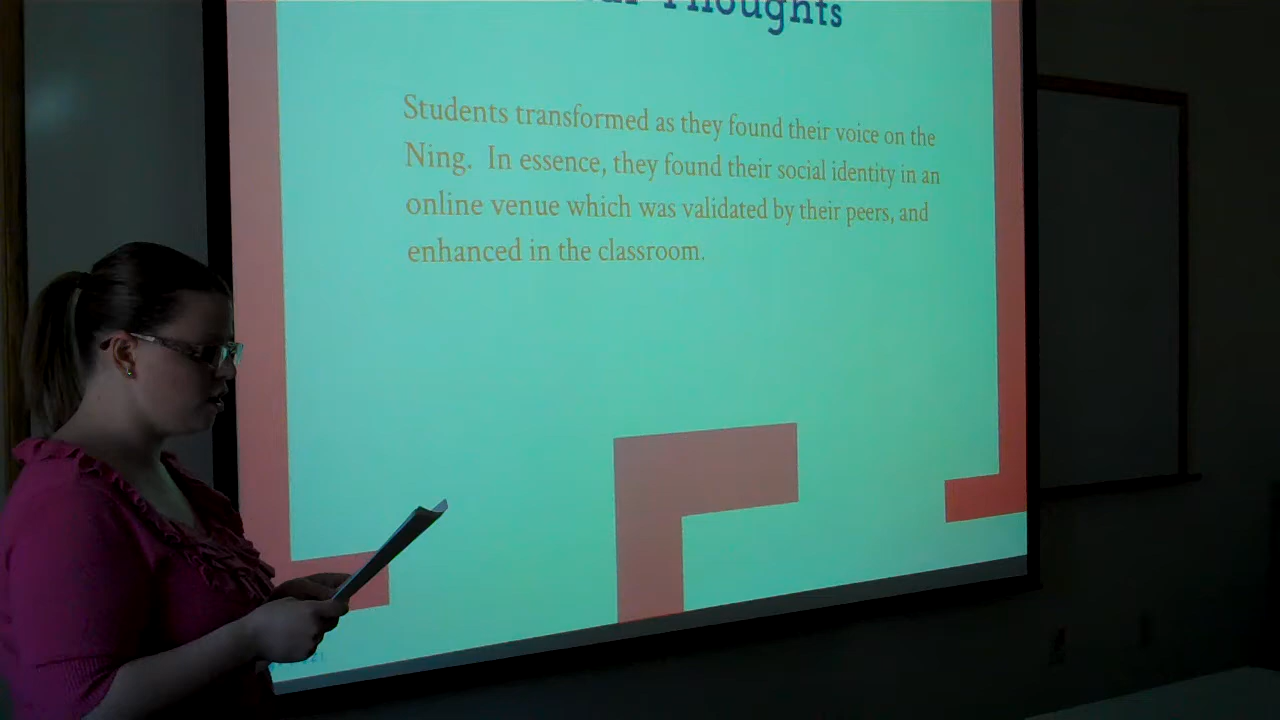 Thoughts
Students transformed as they found their voice on the
Ning. In essence, they found their social identity in an
online venue which was validated by their peers, and
enhanced in the classroom.